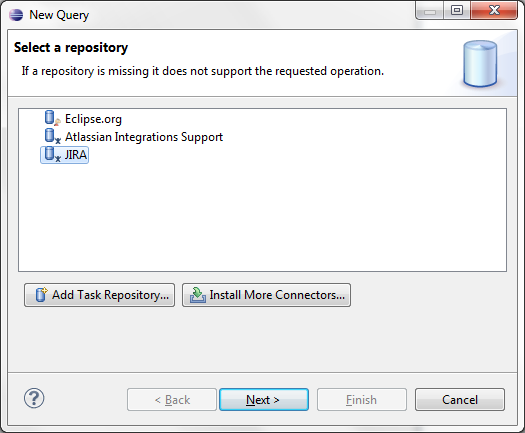 New Query
Select a repository
If a repository is missing it does not support the requested operation.
Eclipse.org
Atlassian Integrations Support
JIRA
Add Task Repository... Install More Connectors...
? < Back Next > Finish Cancel